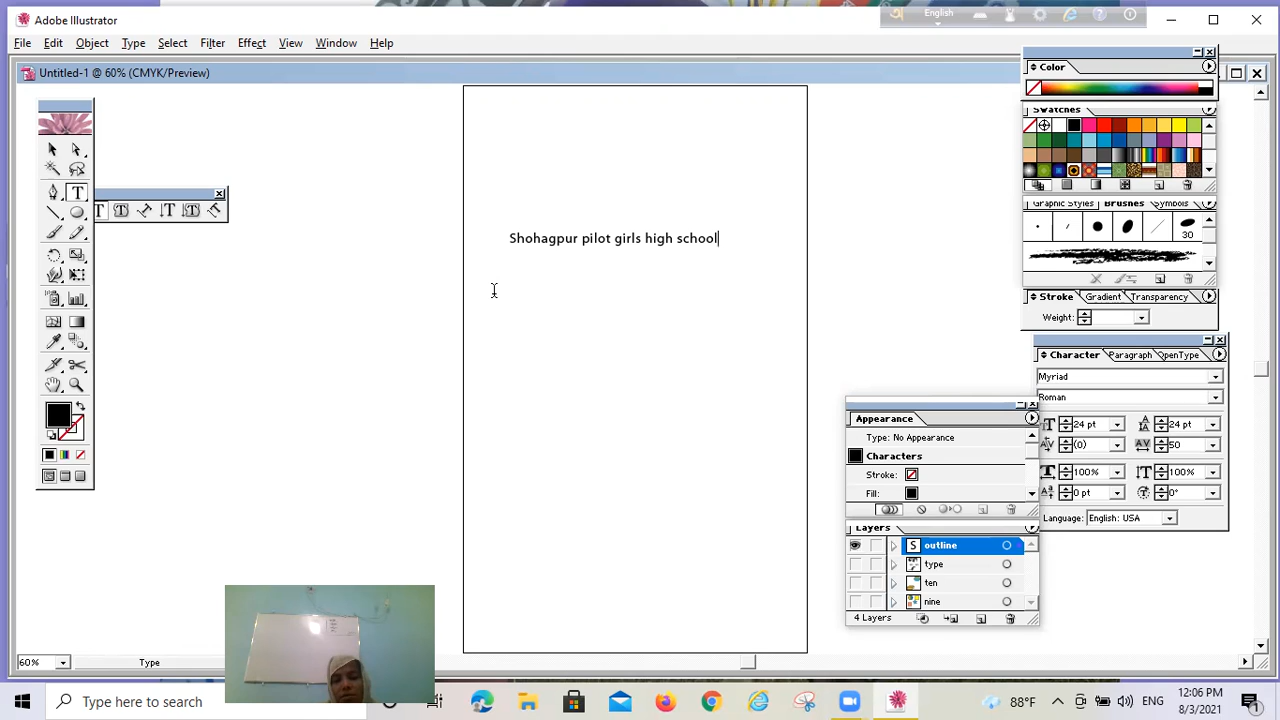 Adobe Illustrator
English
File Edit Object Type Select Filter Effect View Window Help
Untitled-1 @ 60% (CMYK/Preview)
Color
Swatches
Graphic Styles Brushes Symbols
30
Stroke Gradient Transparency
Weight:
Shohagpur pilot girls high school
Character Paragraph OpenType
Myriad
Roman
24 pt 24 pt
(0) 50
100% 100%
0 pt 0°
Language: English: USA
Appearance
Type: No Appearance
Characters
Stroke:
Fill:
Layers
outline
type
ten
nine
4 Layers
60% Type
Type here to search
88°F ENG
12:06 PM
8/3/2021